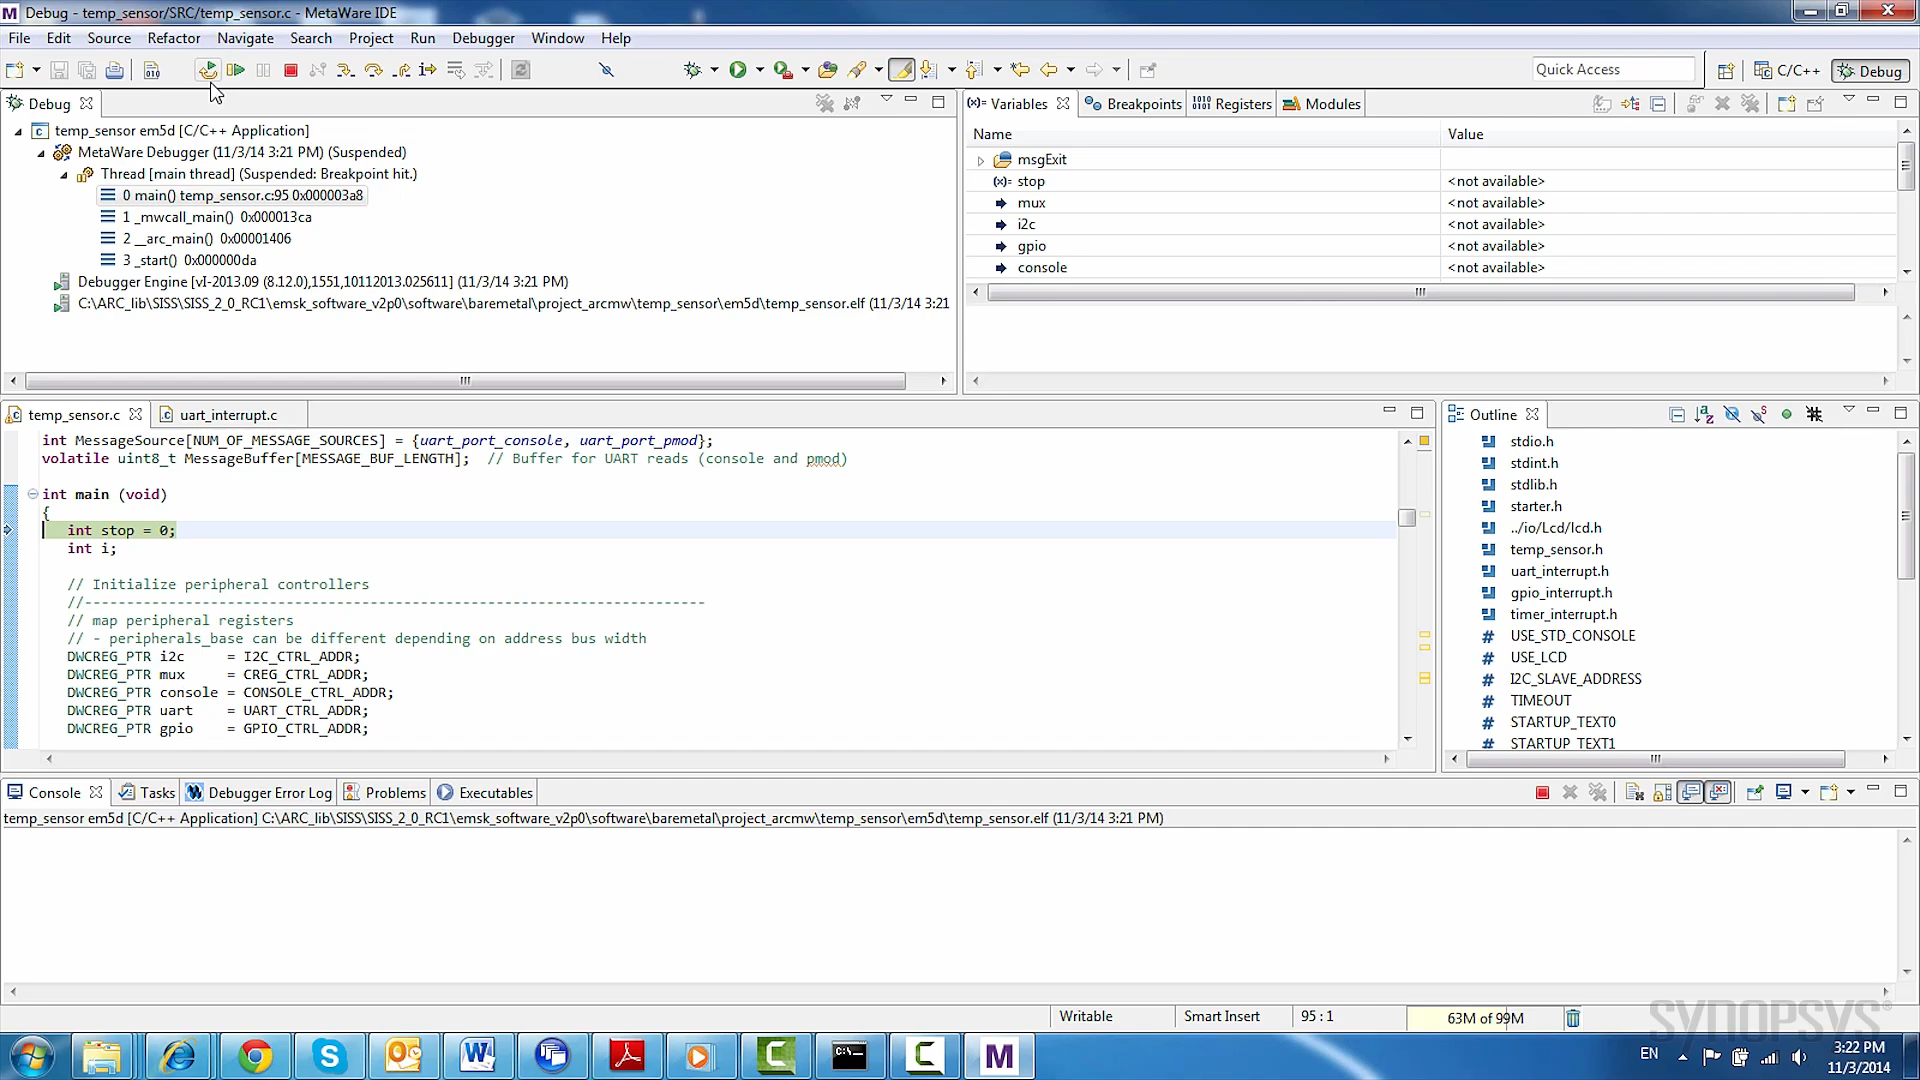 Debug - temp_sensor/SRC/temp_sensor.c - MetaWare IDE
File Edit Source Refactor Navigate Search Project Run Debugger Window Help
Quick Access
C/C++
Debug
Debug
temp_sensor em5d [C/C++ Application]
MetaWare Debugger (11/3/14 3:21 PM) (Suspended)
Thread [main thread] (Suspended: Breakpoint hit.)
0 main() temp_sensor.c:95 0x000003a8
1 _mwcall_main() 0x000013ca
2 __arc_main() 0x00001406
3 _start() 0x000000da
Debugger Engine [vI-2013.09 (8.12.0),1551,10112013.025611] (11/3/14 3:21 PM)
C:\ARC_lib\SISS\SISS_2_0_RC1\emsk_software_v2p0\software\baremetal\project_arcmw\temp_sensor\em5d\temp_sensor.elf (11/3/14 3:21
(x)= Variables Breakpoints 1010 0101 Registers Modules
Name Value
msgExit
(x)= stop <not available>
mux <not available>
i2c <not available>
gpio <not available>
console <not available>
temp_sensor.c uart_interrupt.c
int MessageSource[NUM_OF_MESSAGE_SOURCES] = {uart_port_console, uart_port_pmod};
volatile uint8_t MessageBuffer[MESSAGE_BUF_LENGTH]; // Buffer for UART reads (console and pmod)
int main (void)
{
int stop = 0;
int i;
// Initialize peripheral controllers
//--------------------------------------------------------------------------
// map peripheral registers
// - peripherals_base can be different depending on address bus width
DWCREG_PTR i2c = I2C_CTRL_ADDR;
DWCREG_PTR mux = CREG_CTRL_ADDR;
DWCREG_PTR console = CONSOLE_CTRL_ADDR;
DWCREG_PTR uart = UART_CTRL_ADDR;
DWCREG_PTR gpio = GPIO_CTRL_ADDR;
Outline
stdio.h
stdint.h
stdlib.h
starter.h
../io/Lcd/lcd.h
temp_sensor.h
uart_interrupt.h
gpio_interrupt.h
timer_interrupt.h
# USE_STD_CONSOLE
# USE_LCD
# I2C_SLAVE_ADDRESS
# TIMEOUT
# STARTUP_TEXT0
# STARTUP_TEXT1
Console Tasks Debugger Error Log Problems Executables
temp_sensor em5d [C/C++ Application] C:\ARC_lib\SISS\SISS_2_0_RC1\emsk_software_v2p0\software\baremetal\project_arcmw\temp_sensor\em5d\temp_sensor.elf (11/3/14 3:21 PM)
Writable Smart Insert 95 : 1 63M of 99M
SYNOPSYS®
EN
3:22 PM
11/3/2014